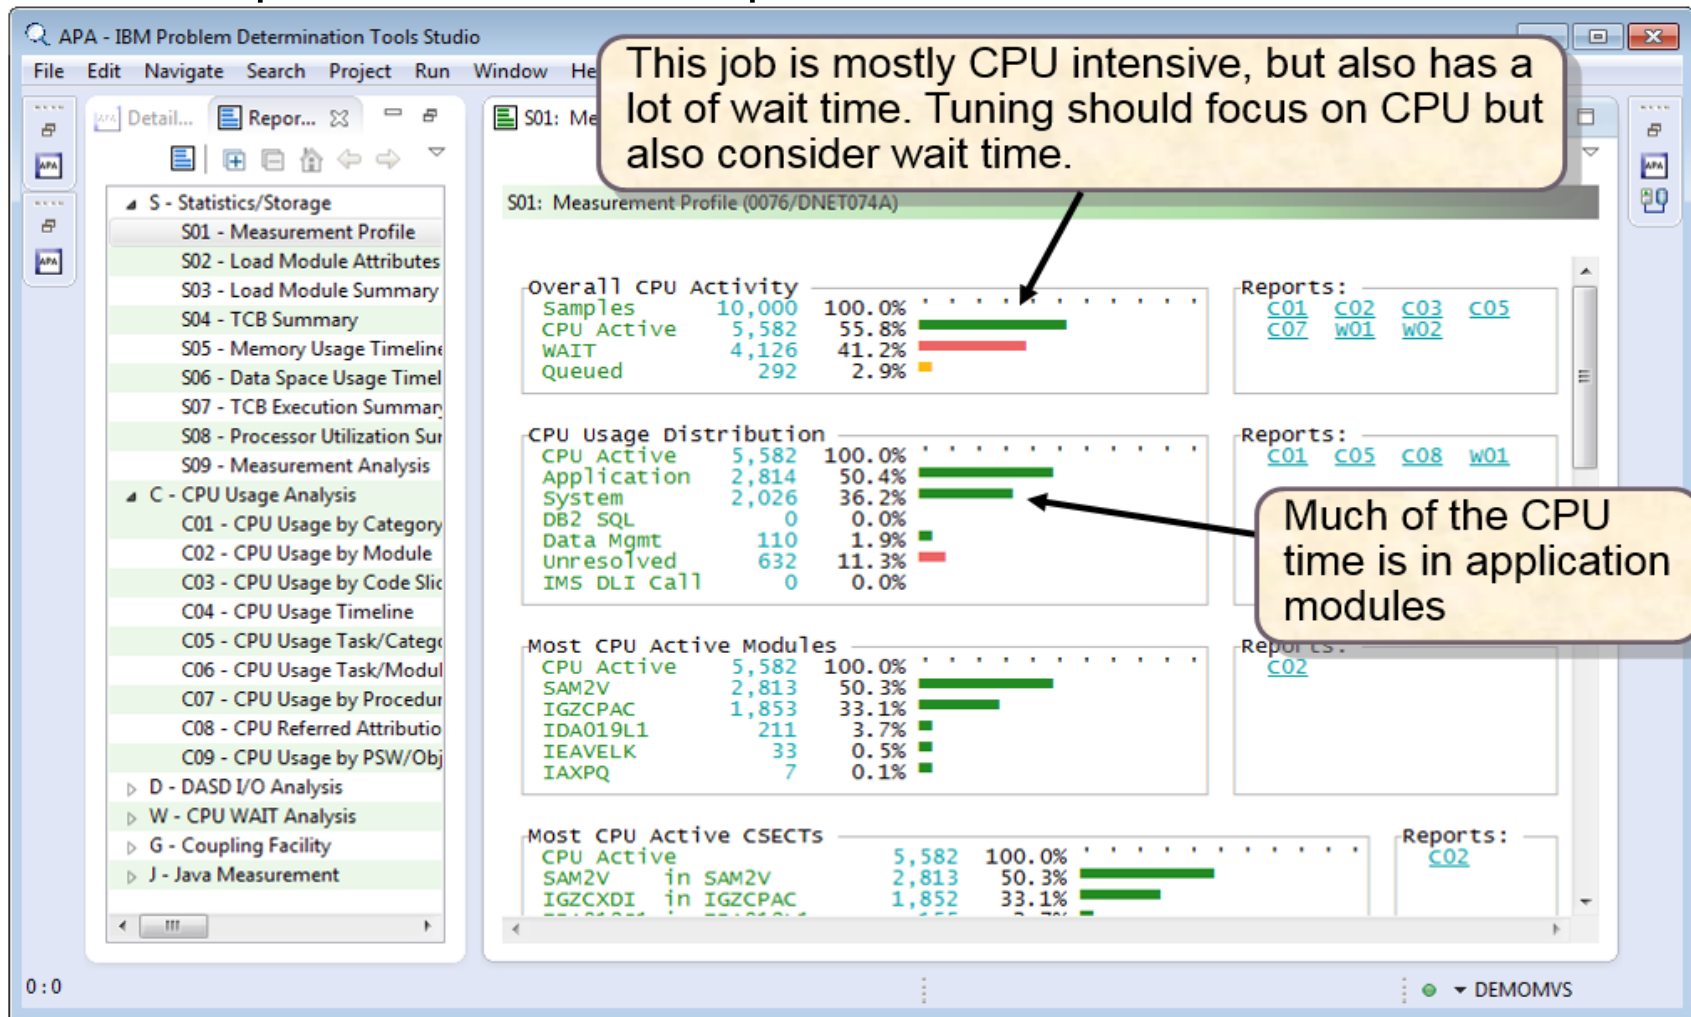 APA - IBM Problem Determination Tools Studio
File Edit Navigate Search Project Run Window He
This job is mostly CPU intensive, but also has a
lot of wait time. Tuning should focus on CPU but
also consider wait time.
Detail... Repor...
S01: Me
S - Statistics/Storage
S01 - Measurement Profile
S02 - Load Module Attributes
S03 - Load Module Summary
S04 - TCB Summary
S05 - Memory Usage Timeline
S06 - Data Space Usage Timel
S07 - TCB Execution Summary
S08 - Processor Utilization Sur
S09 - Measurement Analysis
C - CPU Usage Analysis
C01 - CPU Usage by Category
C02 - CPU Usage by Module
C03 - CPU Usage by Code Slic
C04 - CPU Usage Timeline
C05 - CPU Usage Task/Catego
C06 - CPU Usage Task/Modul
C07 - CPU Usage by Procedur
C08 - CPU Referred Attributio
C09 - CPU Usage by PSW/Obj
D - DASD I/O Analysis
W - CPU WAIT Analysis
G - Coupling Facility
J - Java Measurement
S01: Measurement Profile (0076/DNET074A)
Overall CPU Activity
Samples 10,000 100.0%
CPU Active 5,582 55.8%
WAIT 4,126 41.2%
Queued 292 2.9%
Reports:
C01 C02 C03 C05
C07 W01 W02
CPU Usage Distribution
CPU Active 5,582 100.0%
Application 2,814 50.4%
System 2,026 36.2%
DB2 SQL 0 0.0%
Data Mgmt 110 1.9%
Unresolved 632 11.3%
IMS DLI Call 0 0.0%
Reports:
C01 C05 C08 W01
Much of the CPU
time is in application
modules
Most CPU Active Modules
CPU Active 5,582 100.0%
SAM2V 2,813 50.3%
IGZCPAC 1,853 33.1%
IDA019L1 211 3.7%
IEAVELK 33 0.5%
IAXPQ 7 0.1%
Reports:
C02
Most CPU Active CSECTs
CPU Active 5,582 100.0%
SAM2V in SAM2V 2,813 50.3%
IGZCXDI in IGZCPAC 1,852 33.1%
Reports:
C02
0:0
DEMOMVS